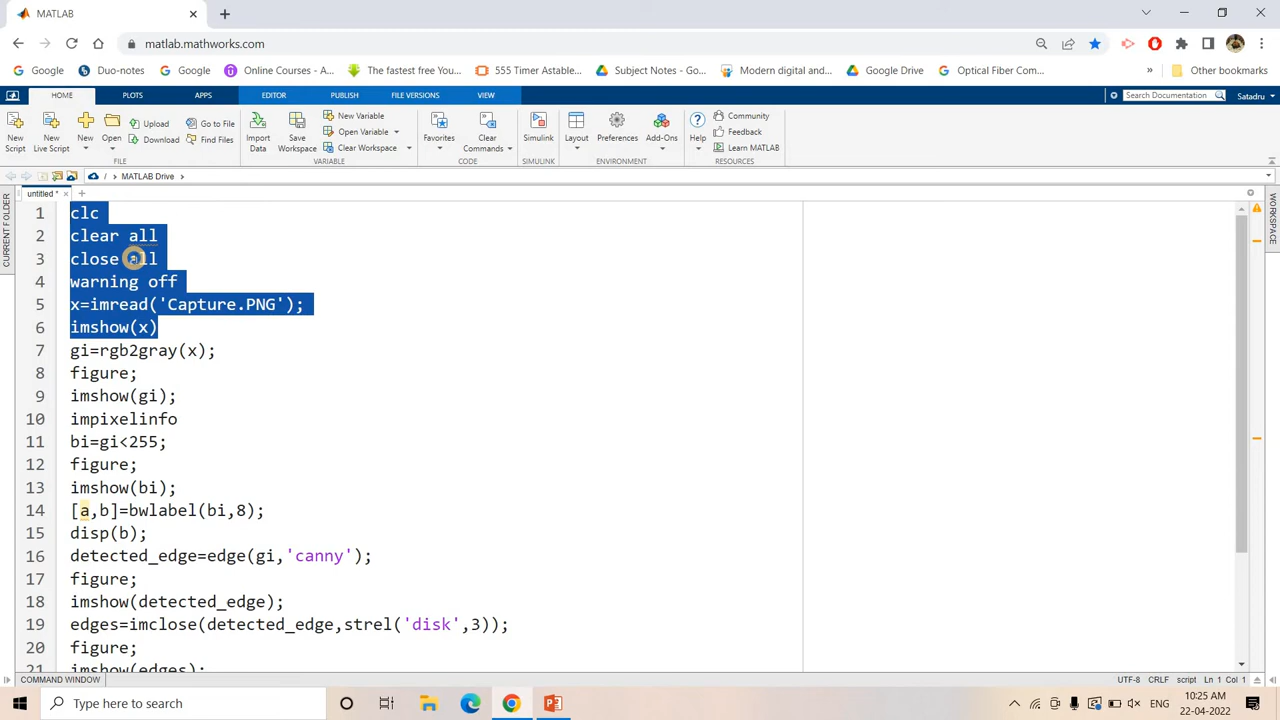 MATLAB
matlab.mathworks.com
Google
Duo-notes
Google
Online Courses - A...
The fastest free You...
555 Timer Astable...
Subject Notes - Go...
Modern digital and...
Google Drive
Optical Fiber Com...
»
Other bookmarks
HOME
PLOTS
APPS
EDITOR
PUBLISH
FILE VERSIONS
VIEW
Search Documentation
Satadru
New Script
New Live Script
New
Open
Upload
Download
Go to File
Find Files
FILE
Import Data
Save Workspace
New Variable
Open Variable
Clear Workspace
VARIABLE
Favorites
Clear Commands
CODE
Simulink
SIMULINK
Layout
Preferences
Add-Ons
ENVIRONMENT
Help
Community
Feedback
Learn MATLAB
RESOURCES
/ MATLAB Drive
untitled *
CURRENT FOLDER
WORKSPACE
1 clc
2 clear all
3 close all
4 warning off
5 x=imread('Capture.PNG');
6 imshow(x)
7 gi=rgb2gray(x);
8 figure;
9 imshow(gi);
10 impixelinfo
11 bi=gi<255;
12 figure;
13 imshow(bi);
14 [a,b]=bwlabel(bi,8);
15 disp(b);
16 detected_edge=edge(gi,'canny');
17 figure;
18 imshow(detected_edge);
19 edges=imclose(detected_edge,strel('disk',3));
20 figure;
21 imshow(edges);
COMMAND WINDOW
UTF-8 CRLF script Ln 1 Col 1
Type here to search
ENG
10:25 AM
22-04-2022